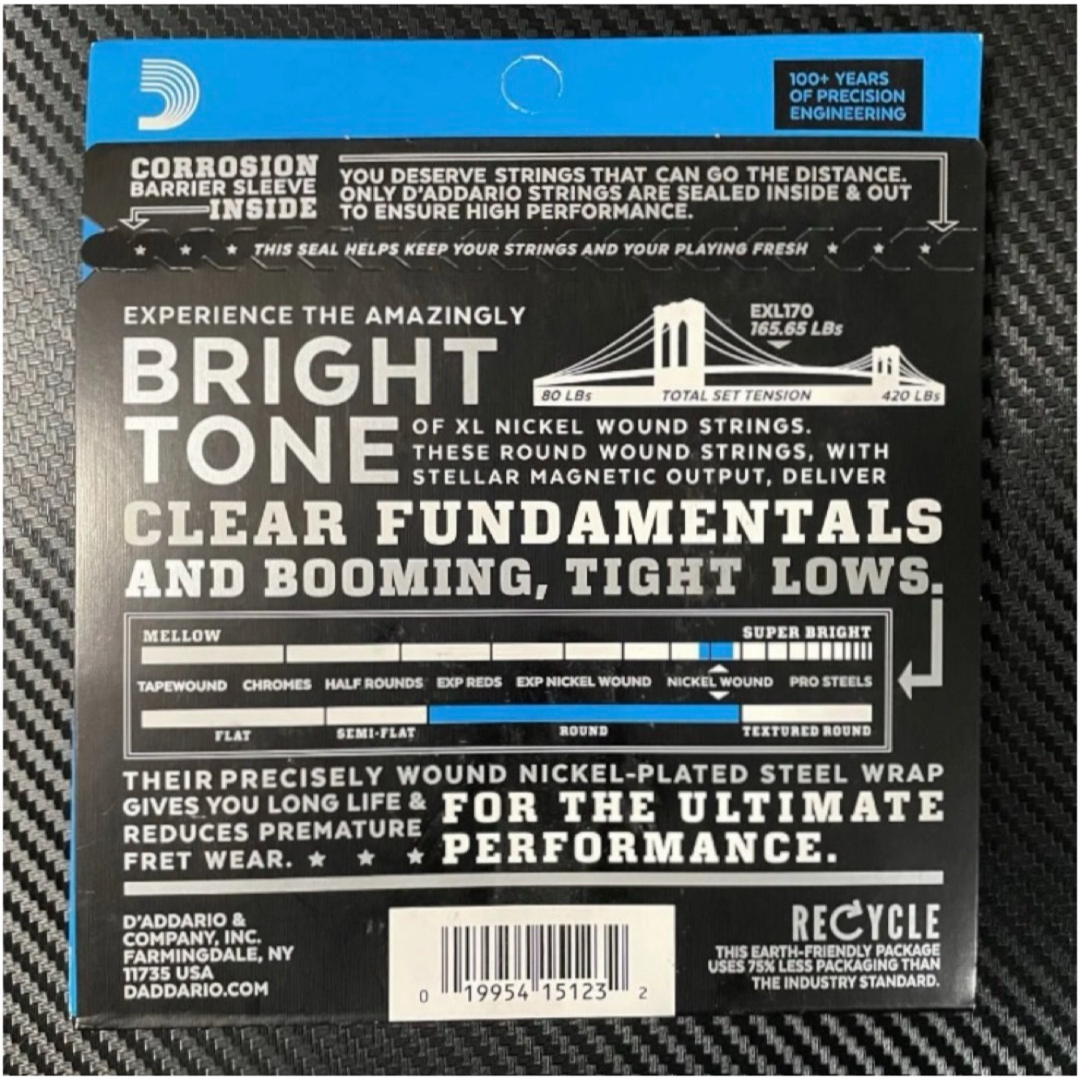 100+ YEARS
OF PRECISION
ENGINEERING
CORROSION
BARRIER SLEEVE
INSIDE
YOU DESERVE STRINGS THAT CAN GO THE DISTANCE.
ONLY D'ADDARIO STRINGS ARE SEALED INSIDE & OUT
TO ENSURE HIGH PERFORMANCE.
THIS SEAL HELPS KEEP YOUR STRINGS AND YOUR PLAYING FRESH
EXPERIENCE THE AMAZINGLY
BRIGHT
TONE
EXL170
165.65 LBs
80 LBs TOTAL SET TENSION 420 LBs
OF XL NICKEL WOUND STRINGS.
THESE ROUND WOUND STRINGS, WITH
STELLAR MAGNETIC OUTPUT, DELIVER
CLEAR FUNDAMENTALS
AND BOOMING, TIGHT LOWS.
MELLOW SUPER BRIGHT
TAPEWOUND CHROMES HALF ROUNDS EXP REDS EXP NICKEL WOUND NICKEL WOUND PRO STEELS
FLAT SEMI-FLAT ROUND TEXTURED ROUND
THEIR PRECISELY WOUND NICKEL-PLATED STEEL WRAP
GIVES YOU LONG LIFE &
REDUCES PREMATURE
FRET WEAR.
FOR THE ULTIMATE
PERFORMANCE.
D'ADDARIO &
COMPANY, INC.
FARMINGDALE, NY
11735 USA
DADDARIO.COM
0 19954 15123 2
RECYCLE
THIS EARTH-FRIENDLY PACKAGE
USES 75% LESS PACKAGING THAN
THE INDUSTRY STANDARD.